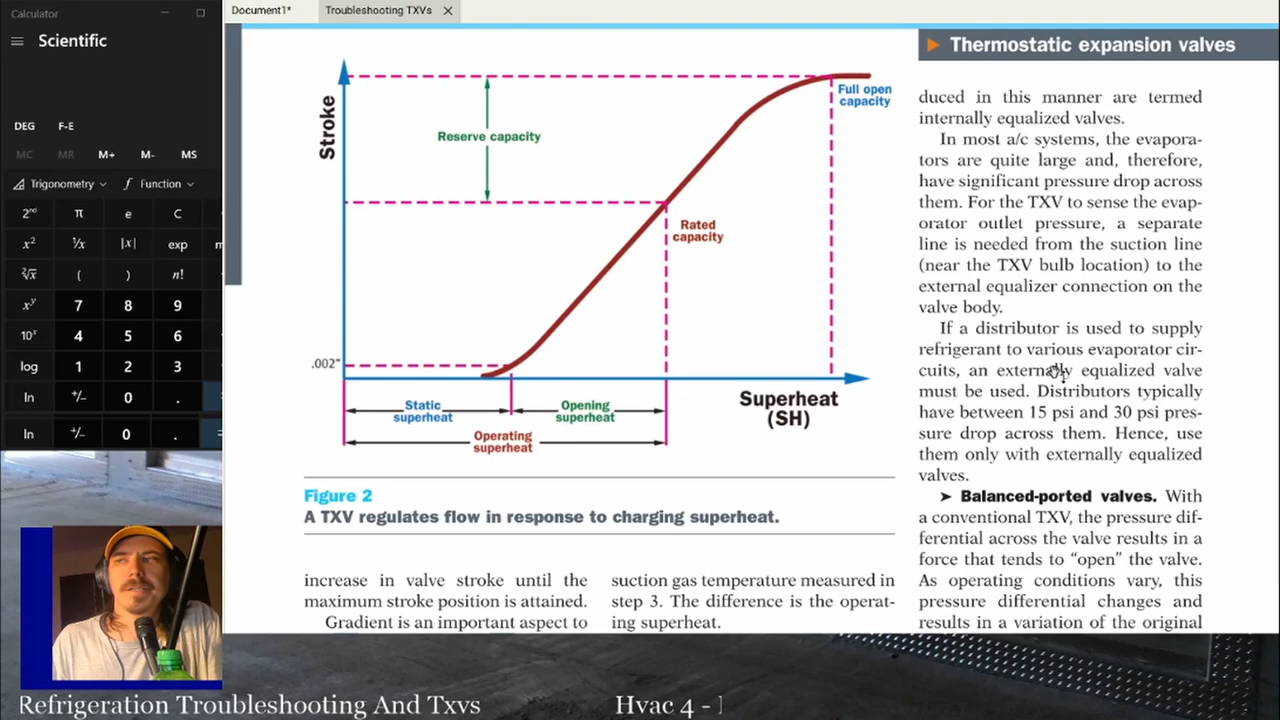 Calculator
Scientific
DEG F-E
MC MR M+ M- MS
Trigonometry Function
2ⁿᵈ π e C
x² ¹/x |x| exp
²√x ( ) n!
xʸ 7 8 9
10ˣ 4 5 6
log 1 2 3
ln +/- 0 .
ln +/- 0 .
Document1*
Troubleshooting TXVs
Stroke
Reserve capacity
Full open
capacity
Rated
capacity
.002"
Static
superheat
Opening
superheat
Operating
superheat
Superheat
(SH)
Figure 2
A TXV regulates flow in response to charging superheat.
increase in valve stroke until the
maximum stroke position is attained.
Gradient is an important aspect to
suction gas temperature measured in
step 3. The difference is the operat-
ing superheat.
Thermostatic expansion valves
duced in this manner are termed
internally equalized valves.
In most a/c systems, the evapora-
tors are quite large and, therefore,
have significant pressure drop across
them. For the TXV to sense the evap-
orator outlet pressure, a separate
line is needed from the suction line
(near the TXV bulb location) to the
external equalizer connection on the
valve body.
If a distributor is used to supply
refrigerant to various evaporator cir-
cuits, an externally equalized valve
must be used. Distributors typically
have between 15 psi and 30 psi pres-
sure drop across them. Hence, use
them only with externally equalized
valves.
➤ Balanced-ported valves. With
a conventional TXV, the pressure dif-
ferential across the valve results in a
force that tends to “open” the valve.
As operating conditions vary, this
pressure differential changes and
results in a variation of the original
Refrigeration Troubleshooting And Txvs
Hvac 4 -